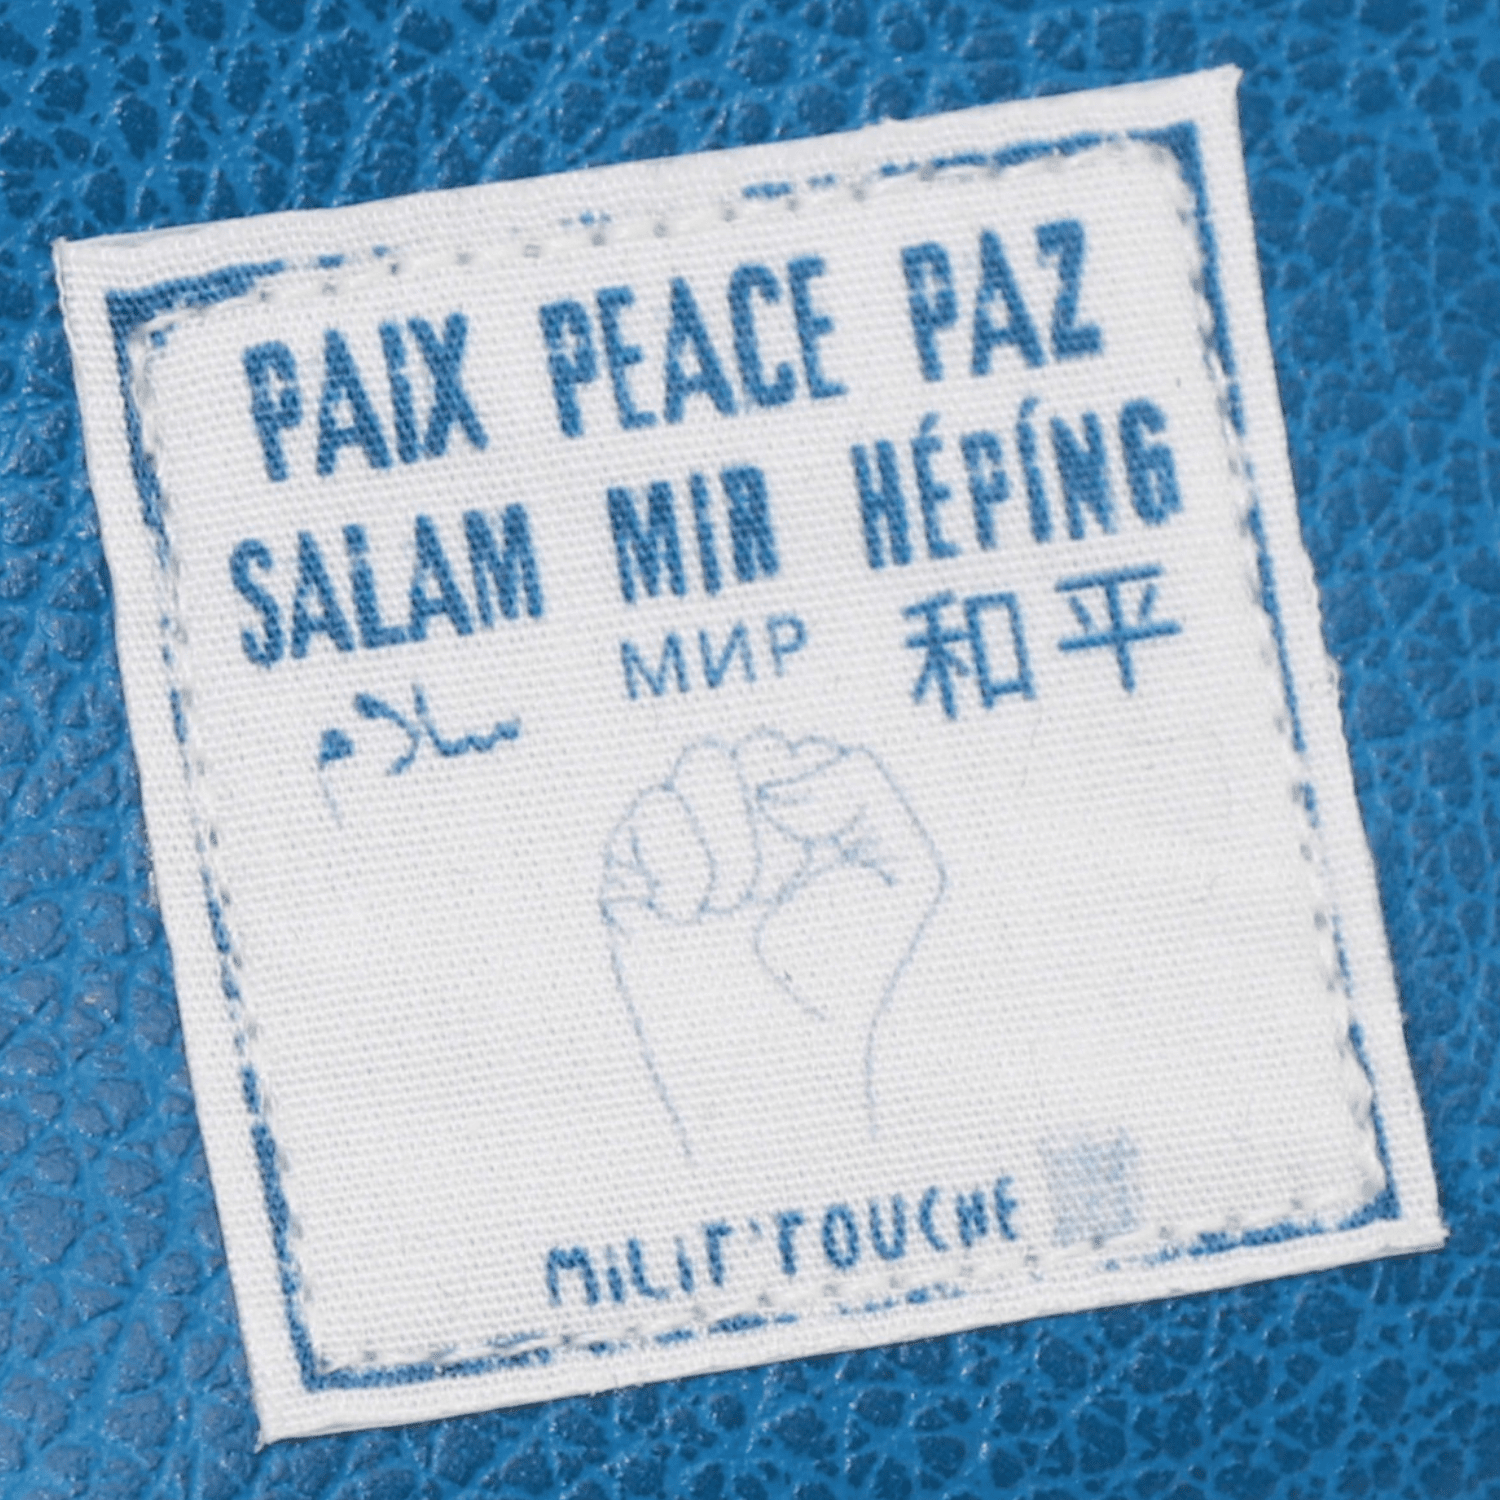 PAIX PEACE PAZ
SALAM MIR HÉPÍNG
سلام МИР 和平
MILIT'TOUCHE